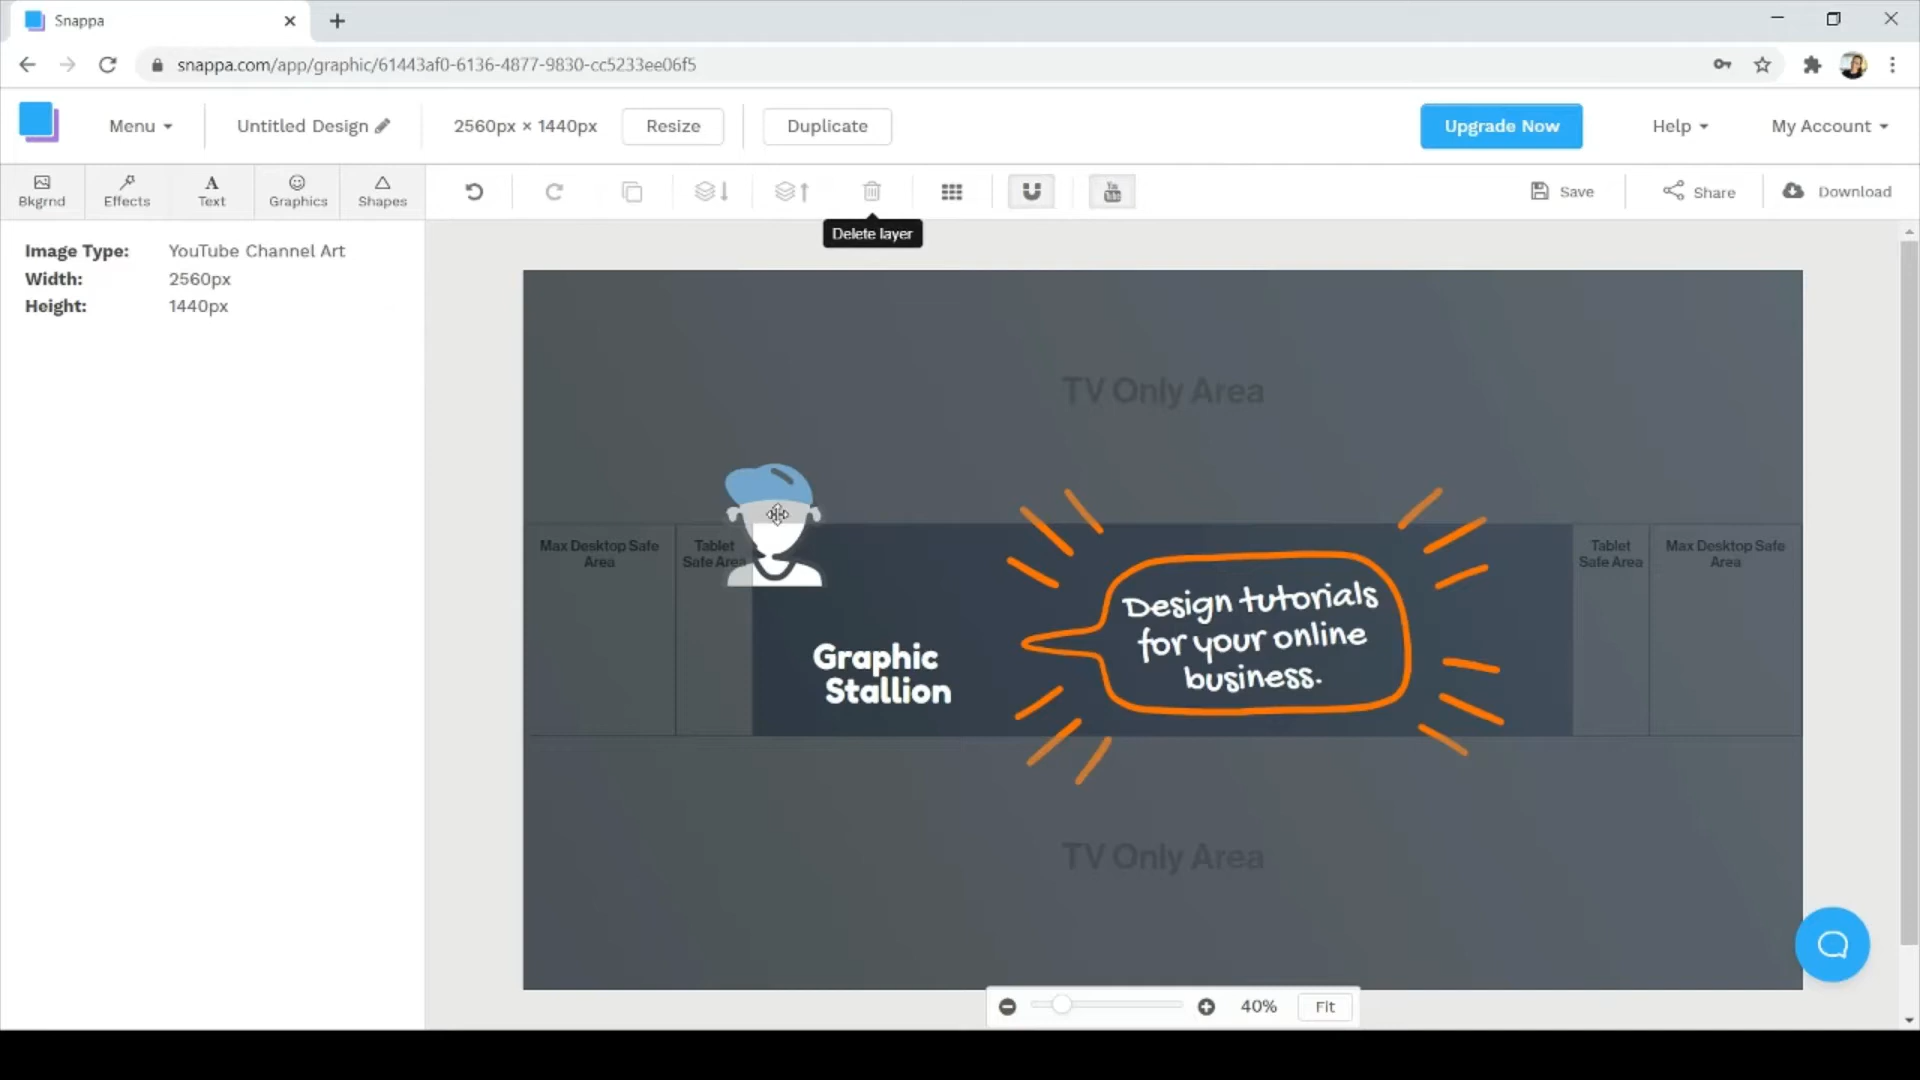 Snappa
snappa.com/app/graphic/61443af0-6136-4877-9830-cc5233ee06f5
Menu
Untitled Design
2560px × 1440px
Resize
Duplicate
Upgrade Now
Help
My Account
Bkgrnd
Effects
Text
Graphics
Shapes
Save
Share
Download
Delete layer
Image Type: YouTube Channel Art
Width: 2560px
Height: 1440px
TV Only Area
Max Desktop Safe
Area
Tablet
Safe Area
Graphic
Stallion
Design tutorials
for your online
business.
Tablet
Safe Area
Max Desktop Safe
Area
TV Only Area
40%
Fit